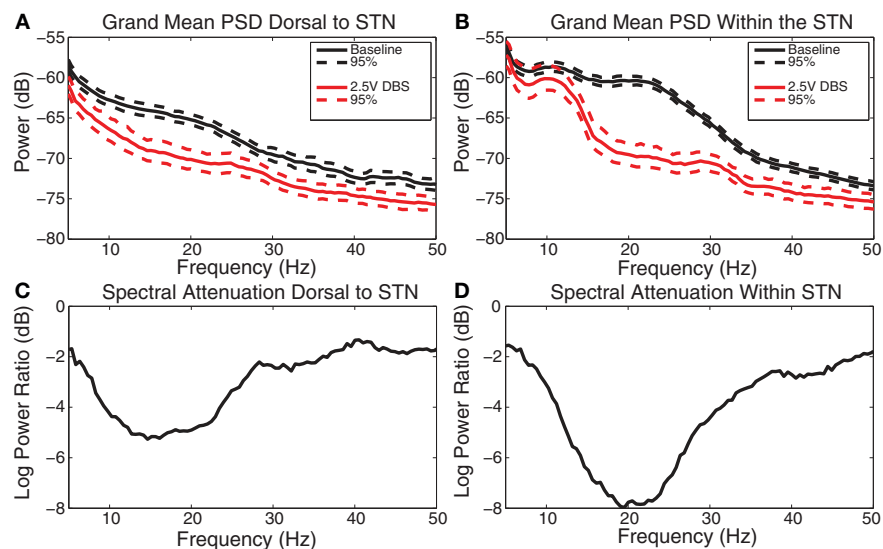 A
Grand Mean PSD Dorsal to STN
Power (dB)
−55
−60
−65
−70
−75
−80
Baseline
95%
2.5V DBS
95%
10 20 30 40 50
Frequency (Hz)
B
Grand Mean PSD Within the STN
Power (dB)
−55
−60
−65
−70
−75
−80
Baseline
95%
2.5V DBS
95%
10 20 30 40 50
Frequency (Hz)
C
Spectral Attenuation Dorsal to STN
Log Power Ratio (dB)
0
−2
−4
−6
−8
10 20 30 40 50
Frequency (Hz)
D
Spectral Attenuation Within STN
Log Power Ratio (dB)
0
−2
−4
−6
−8
10 20 30 40 50
Frequency (Hz)